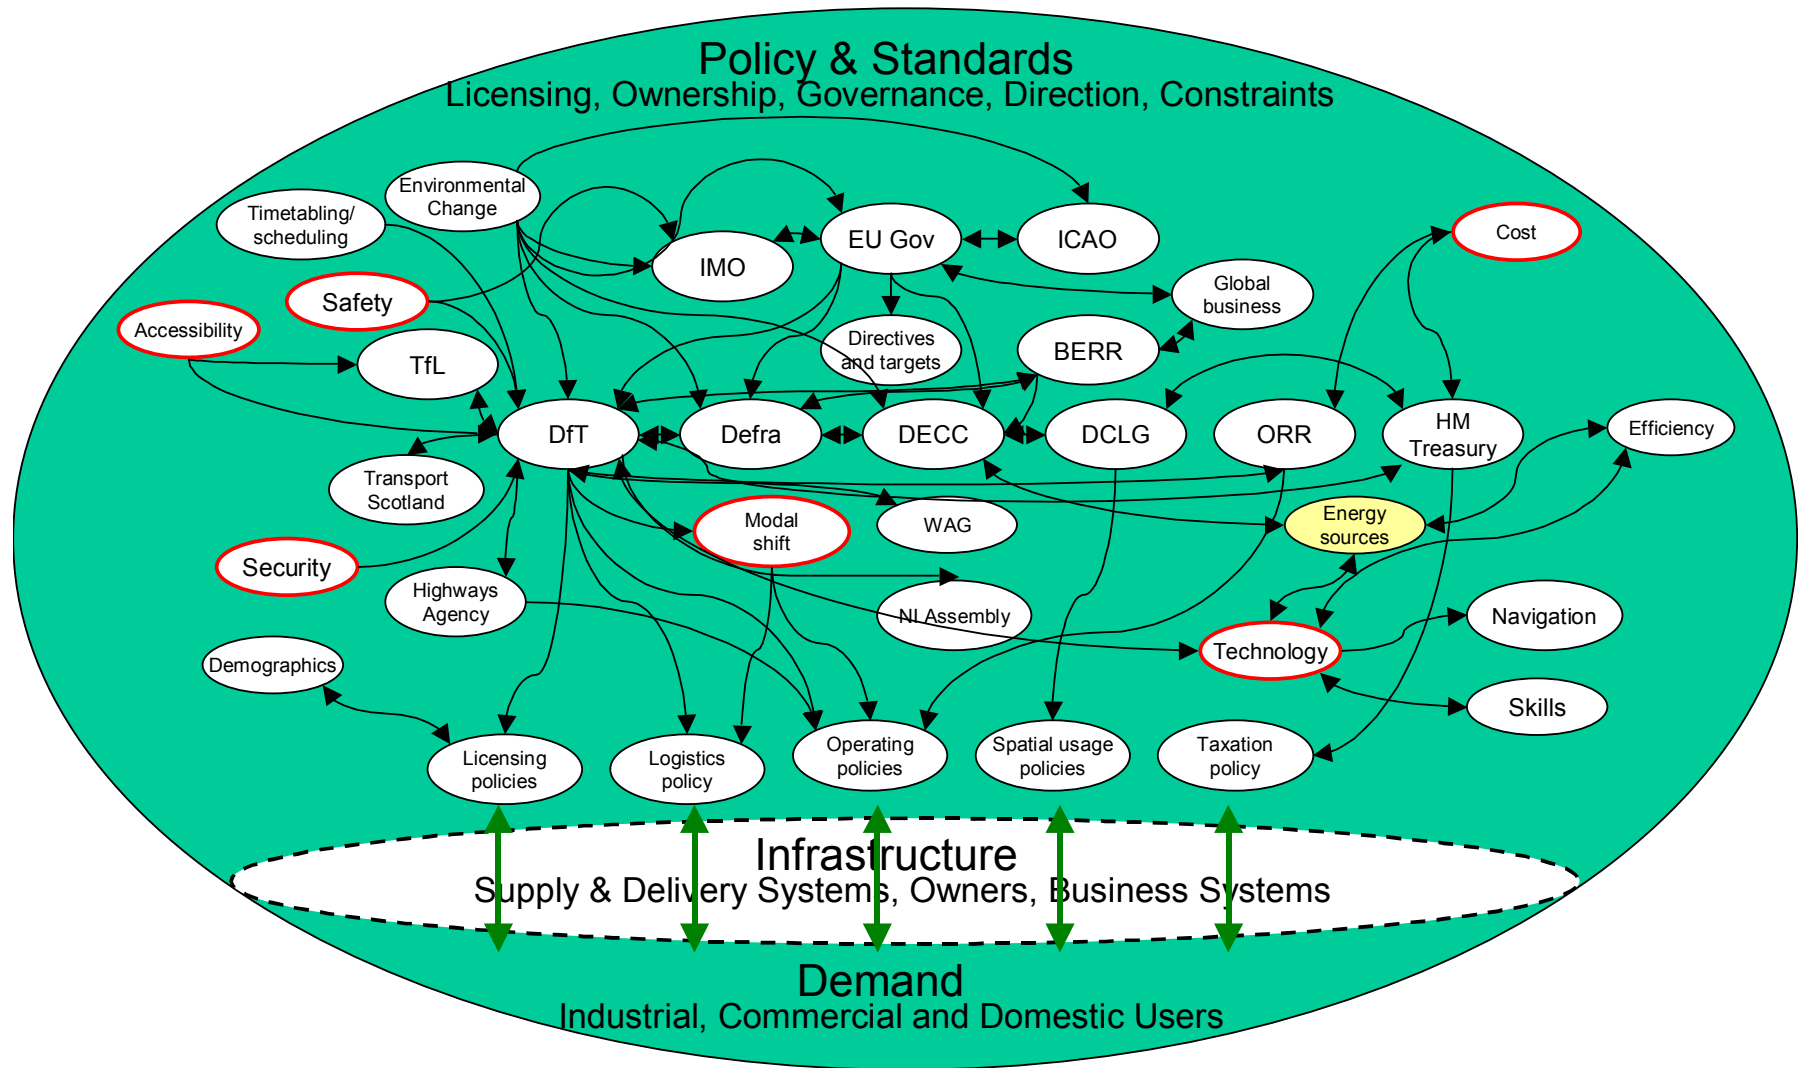 Policy & Standards
Licensing, Ownership, Governance, Direction, Constraints
Environmental
Change
Timetabling/
scheduling
EU Gov
ICAO
Cost
IMO
Safety
Global
business
Accessibility
TfL
Directives
and targets
BERR
DfT
Defra
DECC
DCLG
ORR
HM
Treasury
Efficiency
Transport
Scotland
Modal
shift
WAG
Energy
sources
Security
Highways
Agency
NI Assembly
Navigation
Technology
Demographics
Skills
Licensing
policies
Logistics
policy
Operating
policies
Spatial usage
policies
Taxation
policy
Infrastructure
Supply & Delivery Systems, Owners, Business Systems
Demand
Industrial, Commercial and Domestic Users